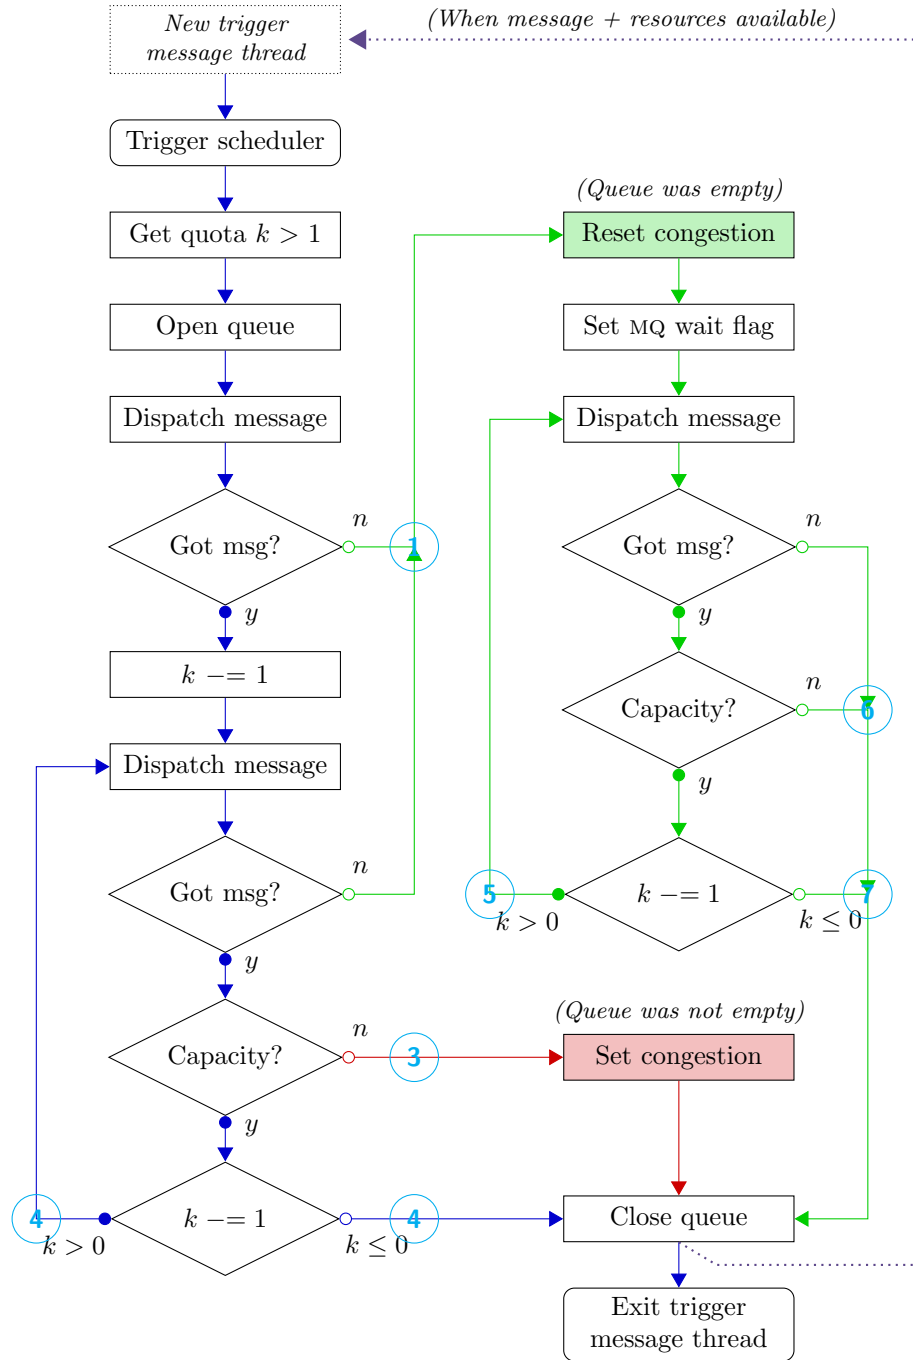 New trigger
message thread
(When message + resources available)
Trigger scheduler
Get quota k > 1
Open queue
Dispatch message
Got msg?
n
1
y
k −= 1
Dispatch message
Got msg?
n
y
Capacity?
n
3
y
k −= 1
4
k > 0
k ≤ 0
4
(Queue was empty)
Reset congestion
Set MQ wait flag
Dispatch message
Got msg?
n
y
Capacity?
n
6
y
k −= 1
5
k > 0
k ≤ 0
7
(Queue was not empty)
Set congestion
Close queue
Exit trigger
message thread